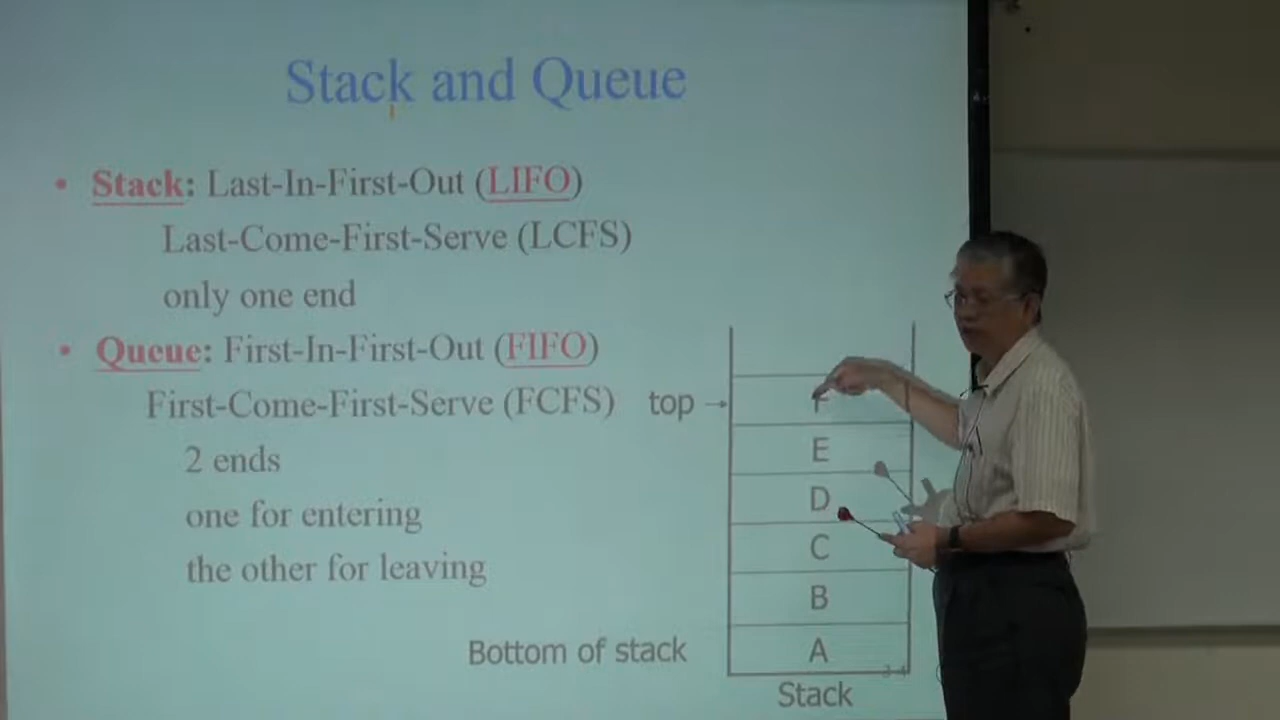 Stack and Queue
• Stack: Last-In-First-Out (LIFO)
Last-Come-First-Serve (LCFS)
only one end
• Queue: First-In-First-Out (FIFO)
First-Come-First-Serve (FCFS)
2 ends
one for entering
the other for leaving
top → F
E
D
C
B
Bottom of stack A
Stack